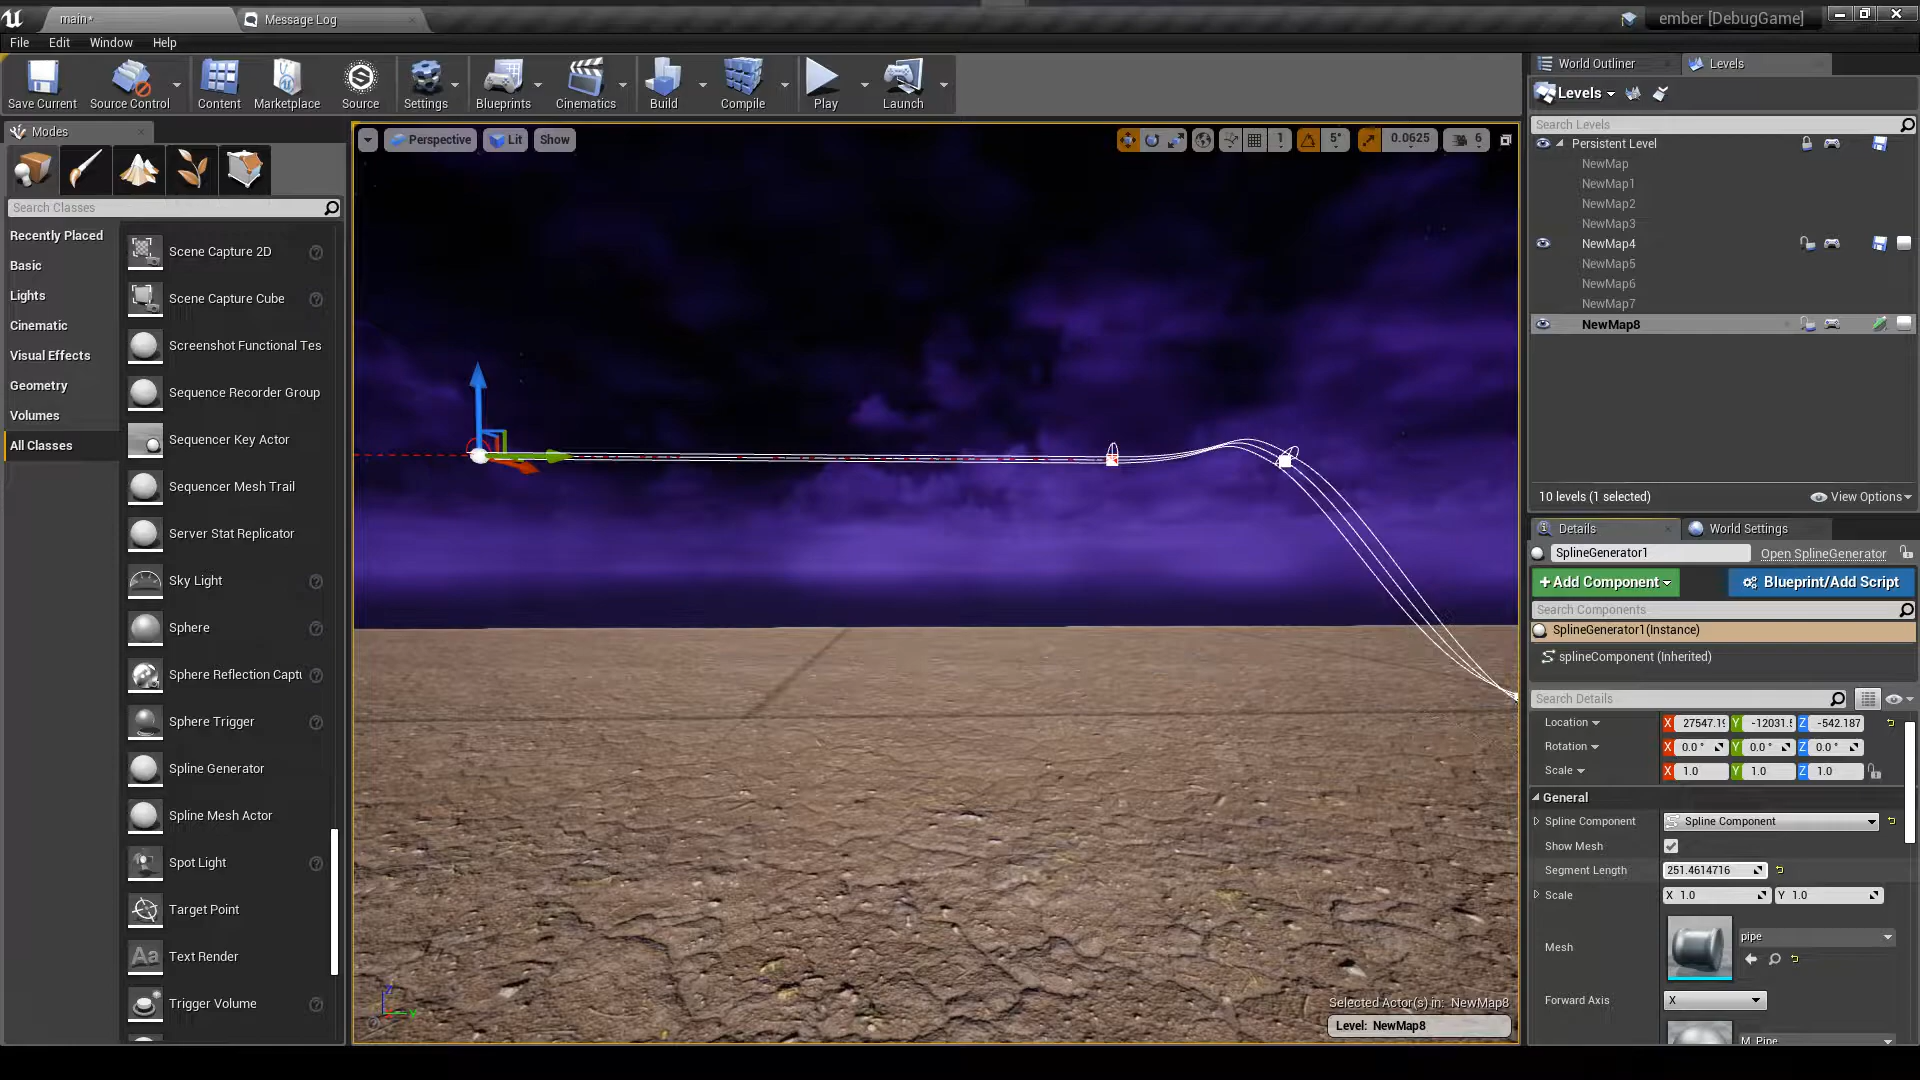 main*
Message Log
ember [DebugGame]
File Edit Window Help
Save Current
Source Control
Content
Marketplace
Source
Settings
Blueprints
Cinematics
Build
Compile
Play
Launch
Modes
Search Classes
Recently Placed
Basic
Lights
Cinematic
Visual Effects
Geometry
Volumes
All Classes
Scene Capture 2D
Scene Capture Cube
Screenshot Functional Tes
Sequence Recorder Group
Sequencer Key Actor
Sequencer Mesh Trail
Server Stat Replicator
Sky Light
Sphere
Sphere Reflection Captu
Sphere Trigger
Spline Generator
Spline Mesh Actor
Spot Light
Target Point
Aa Text Render
Trigger Volume
Perspective Lit Show
1 5° 0.0625 6
Selected Actor(s) in: NewMap8
Level: NewMap8
World Outliner
Levels
Levels
Search Levels
Persistent Level
NewMap
NewMap1
NewMap2
NewMap3
NewMap4
NewMap5
NewMap6
NewMap7
NewMap8
10 levels (1 selected)
View Options
Details
World Settings
SplineGenerator1
Open SplineGenerator
+Add Component
Blueprint/Add Script
Search Components
SplineGenerator1(Instance)
splineComponent (Inherited)
Search Details
Location X 27547.19 Y -12031.5 Z -542.187
Rotation X 0.0° Y 0.0° Z 0.0°
Scale X 1.0 Y 1.0 Z 1.0
General
Spline Component Spline Component
Show Mesh
Segment Length 251.4614716
Scale X 1.0 Y 1.0
Mesh pipe
Forward Axis X
M_Pipe